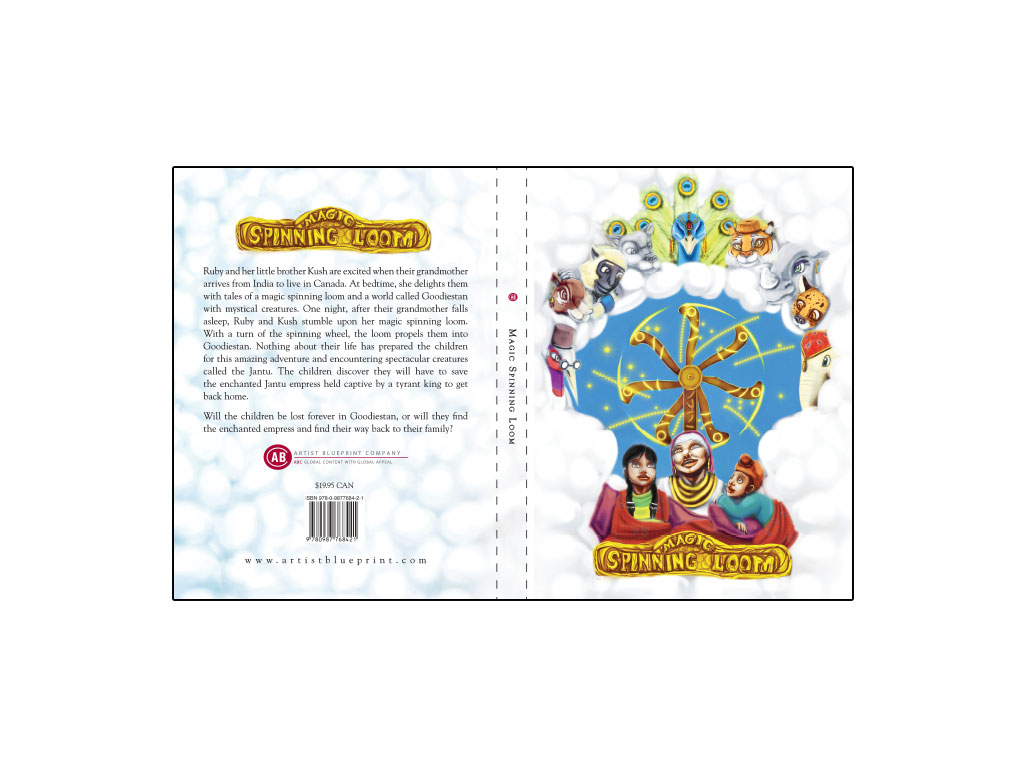 MAGIC
SPINNING LOOM
Ruby and her little brother Kush are excited when their grandmother
arrives from India to live in Canada. At bedtime, she delights them
with tales of a magic spinning loom and a world called Goodiestan
with mystical creatures. One night, after their grandmother falls
asleep, Ruby and Kush stumble upon her magic spinning loom.
With a turn of the spinning wheel, the loom propels them into
Goodiestan. Nothing about their life has prepared the children
for this amazing adventure and encountering spectacular creatures
called the Jantu. The children discover they will have to save
the enchanted Jantu empress held captive by a tyrant king to get
back home.
Will the children be lost forever in Goodiestan, or will they find
the enchanted empress and find their way back to their family?
AB
ARTIST BLUEPRINT COMPANY
ABC GLOBAL CONTENT WITH GLOBAL APPEAL
$19.95 CAN
ISBN 978-0-9877684-2-1
9 780987 768421
www.artistblueprint.com
AB
MAGIC SPINNING LOOM
MAGIC
SPINNING LOOM